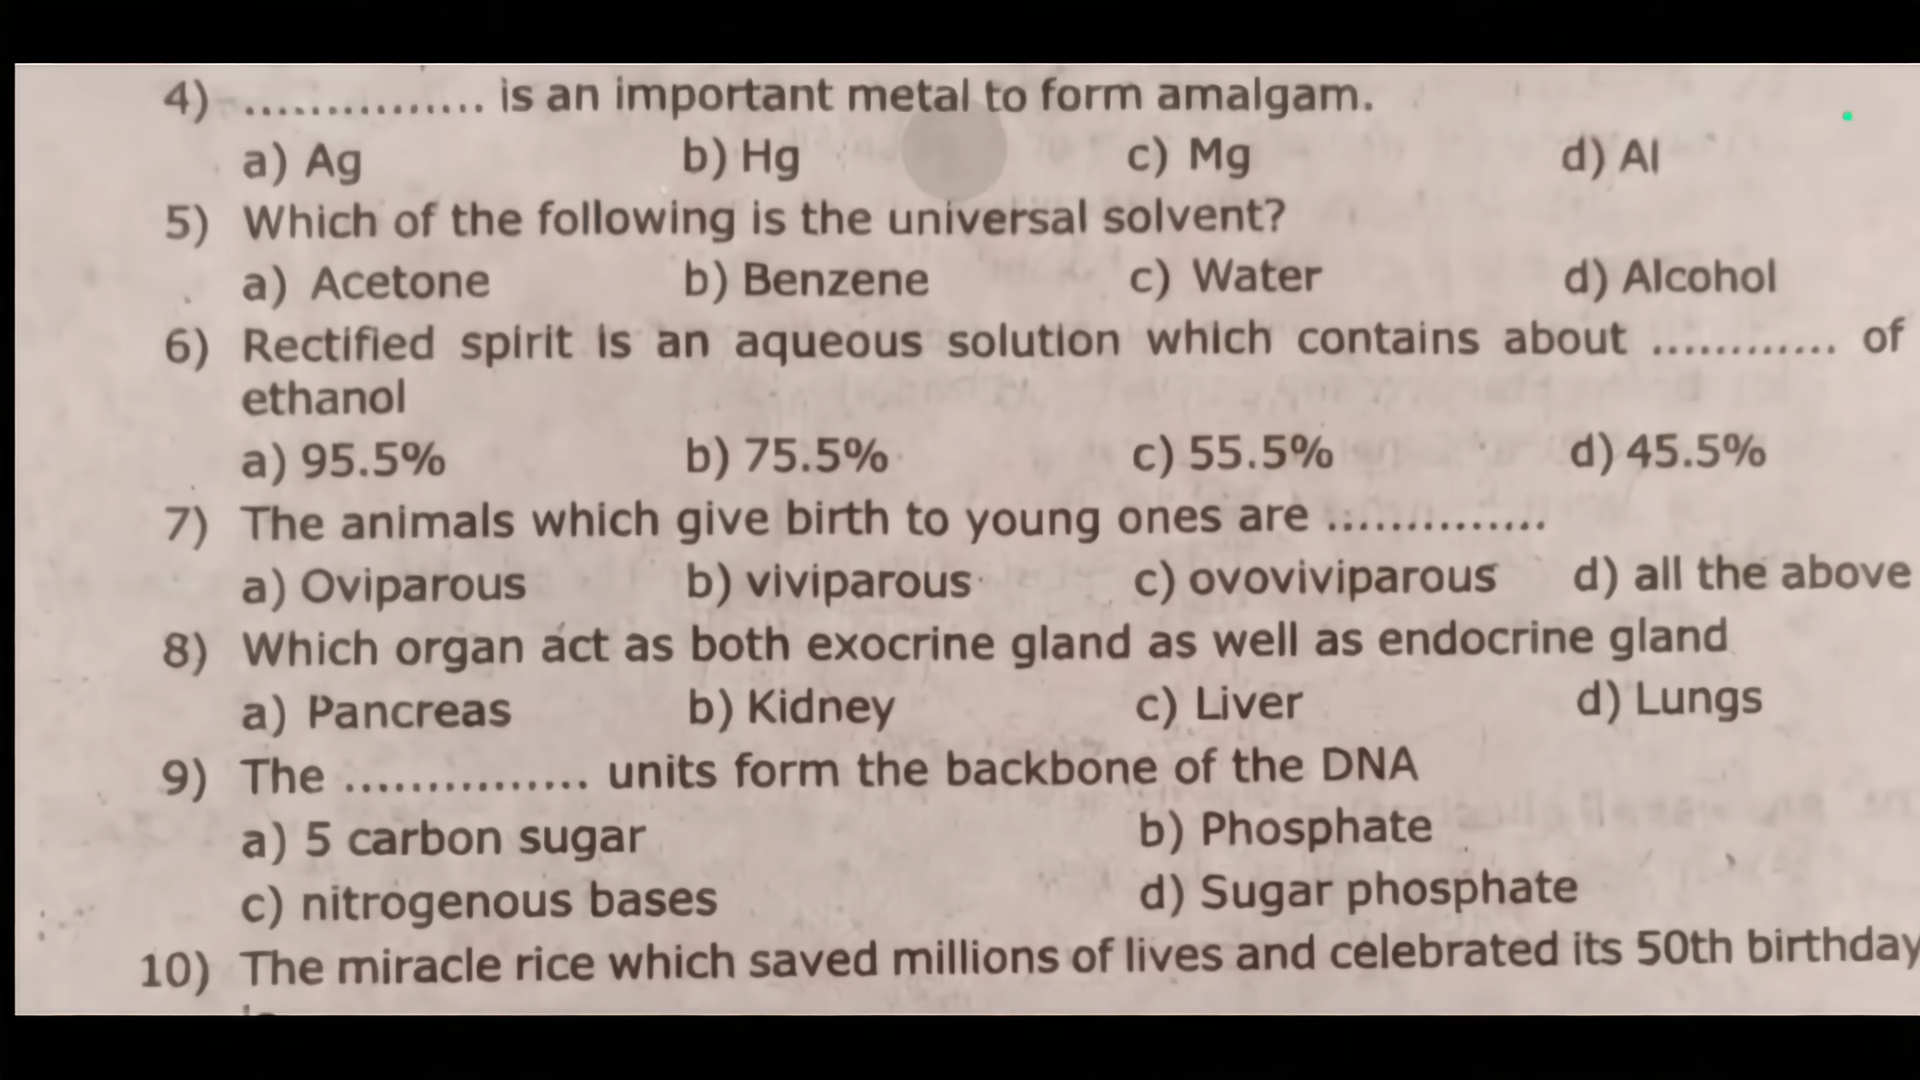 4) ............... is an important metal to form amalgam.
a) Ag b) Hg c) Mg d) Al
5) Which of the following is the universal solvent?
a) Acetone b) Benzene c) Water d) Alcohol
6) Rectified spirit is an aqueous solution which contains about ............ of
ethanol
a) 95.5% b) 75.5% c) 55.5% d) 45.5%
7) The animals which give birth to young ones are ..............
a) Oviparous b) viviparous c) ovoviviparous d) all the above
8) Which organ act as both exocrine gland as well as endocrine gland
a) Pancreas b) Kidney c) Liver d) Lungs
9) The ............... units form the backbone of the DNA
a) 5 carbon sugar b) Phosphate
c) nitrogenous bases d) Sugar phosphate
10) The miracle rice which saved millions of lives and celebrated its 50th birthday